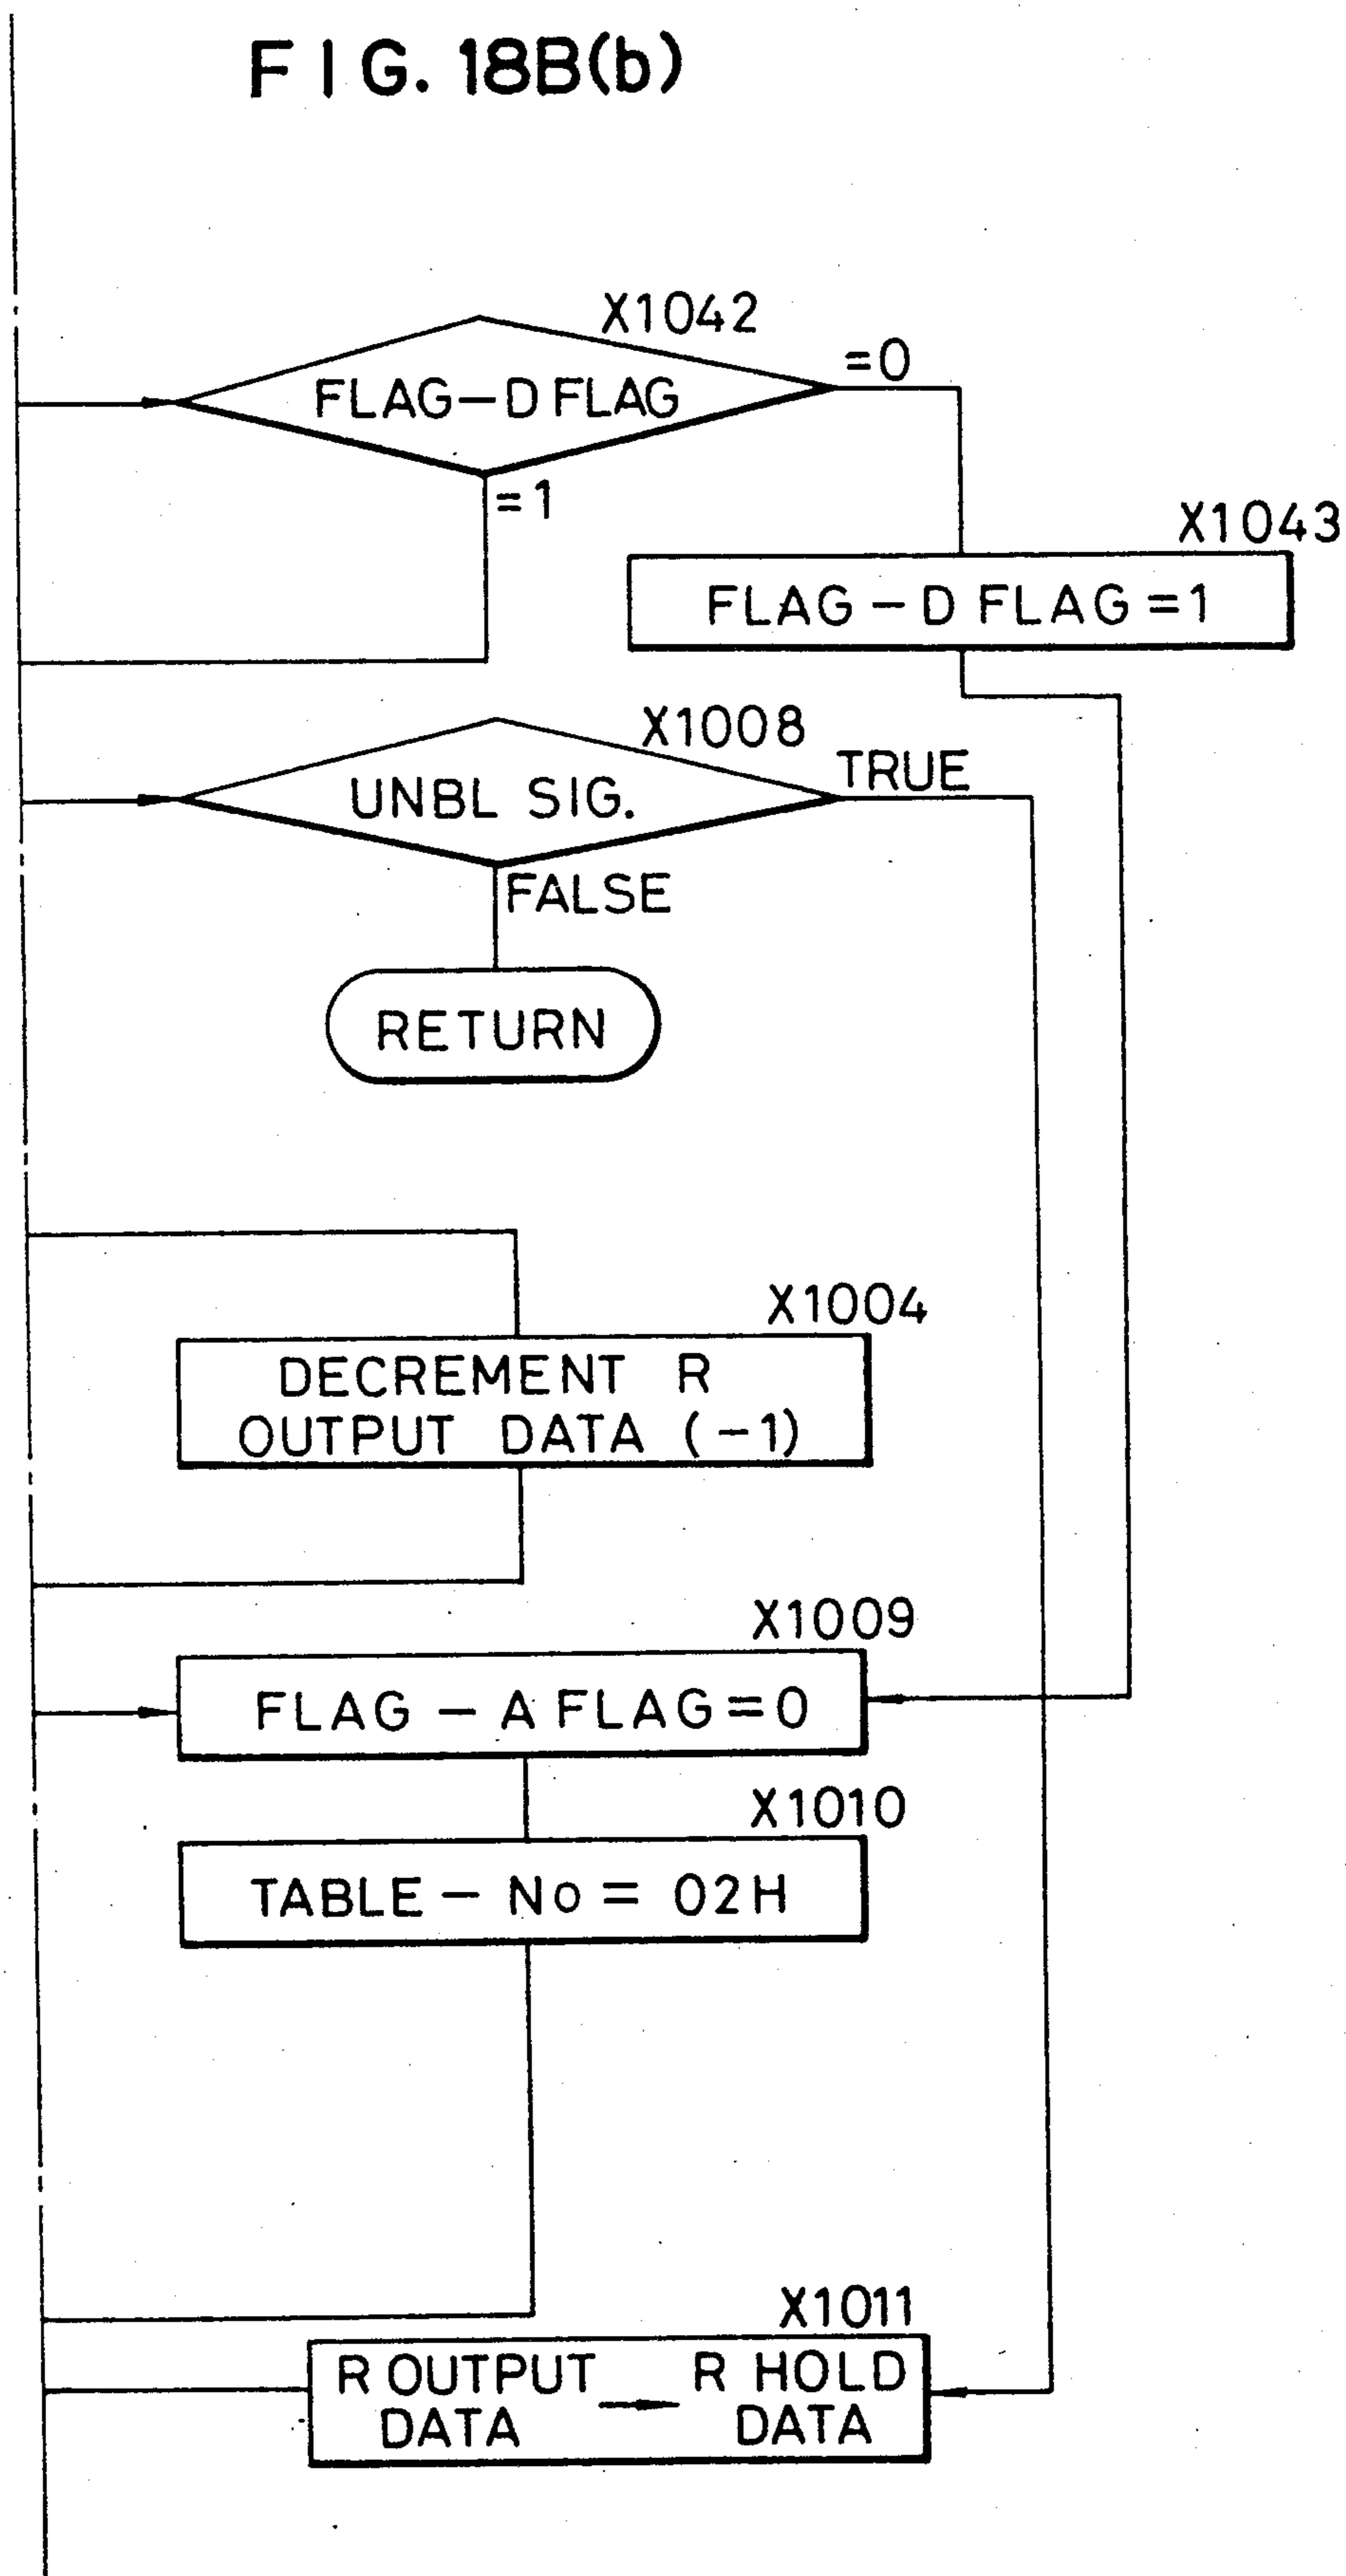 FIG. 18B(b)
X1042
=0
FLAG-D FLAG
=1
X1043
FLAG-D FLAG=1
X1008
TRUE
UNBL SIG.
FALSE
RETURN
X1004
DECREMENT R
OUTPUT DATA (-1)
X1009
FLAG-A FLAG=0
X1010
TABLE-No=02H
X1011
R OUTPUT → R HOLD
DATA DATA